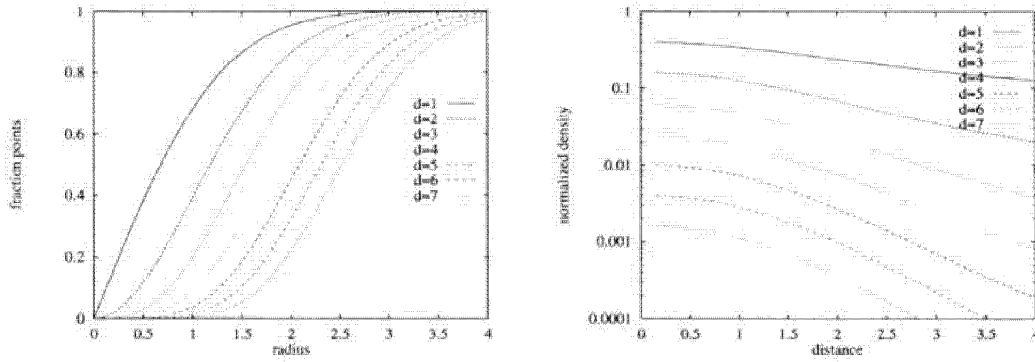 1
0.8
0.6
0.4
0.2
0
fraction points
d=1
d=2
d=3
d=4
d=5
d=6
d=7
0 0.5 1 1.5 2 2.5 3 3.5 4
radius
1
0.1
0.01
0.001
0.0001
normalized density
d=1
d=2
d=3
d=4
d=5
d=6
d=7
0 0.5 1 1.5 2 2.5 3 3.5 4
distance